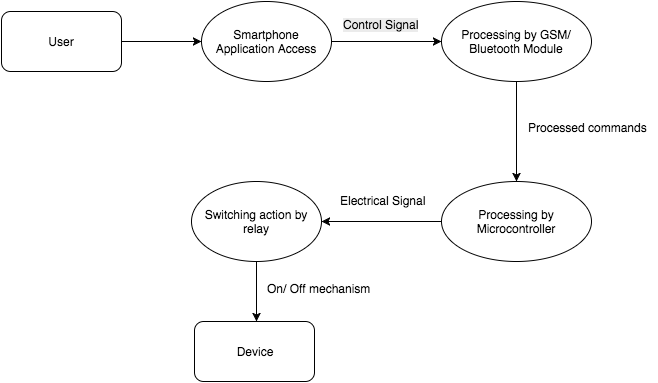 User
Smartphone
Application Access
Control Signal
Processing by GSM/
Bluetooth Module
Processed commands
Processing by
Microcontroller
Electrical Signal
Switching action by
relay
On/ Off mechanism
Device